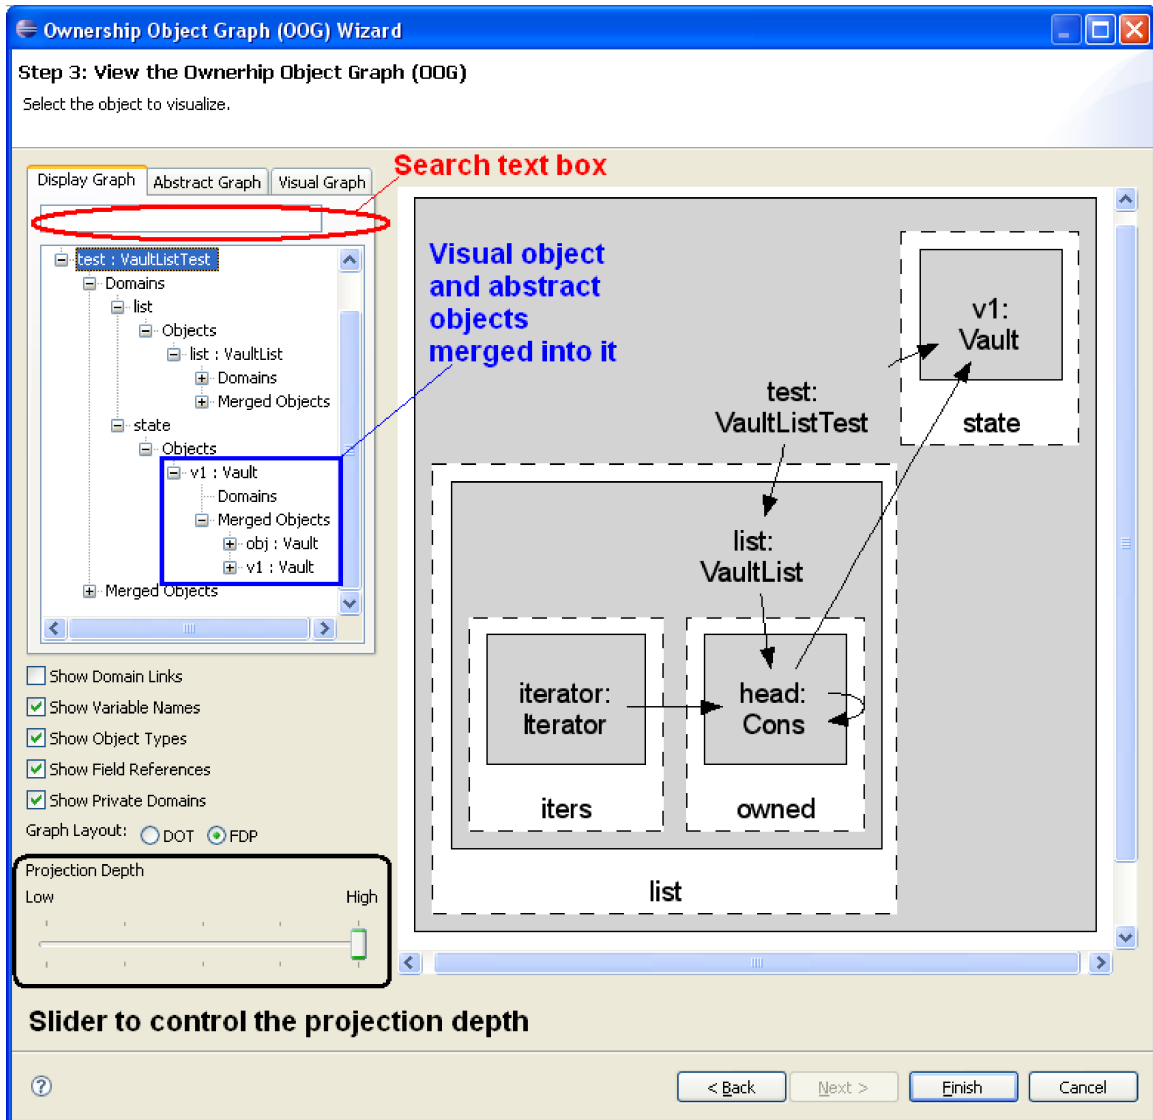 Ownership Object Graph (OOG) Wizard
Step 3: View the Ownerhip Object Graph (OOG)
Select the object to visualize.
Display Graph
Abstract Graph
Visual Graph
Search text box
test : VaultListTest
Domains
list
Objects
list : VaultList
Domains
Merged Objects
state
Objects
v1 : Vault
Domains
Merged Objects
obj : Vault
v1 : Vault
Merged Objects
Visual object
and abstract
objects
merged into it
v1:
Vault
state
test:
VaultListTest
list:
VaultList
iterator:
Iterator
iters
head:
Cons
owned
list
Show Domain Links
Show Variable Names
Show Object Types
Show Field References
Show Private Domains
Graph Layout: DOT FDP
Projection Depth
Low High
Slider to control the projection depth
? < Back Next > Finish Cancel